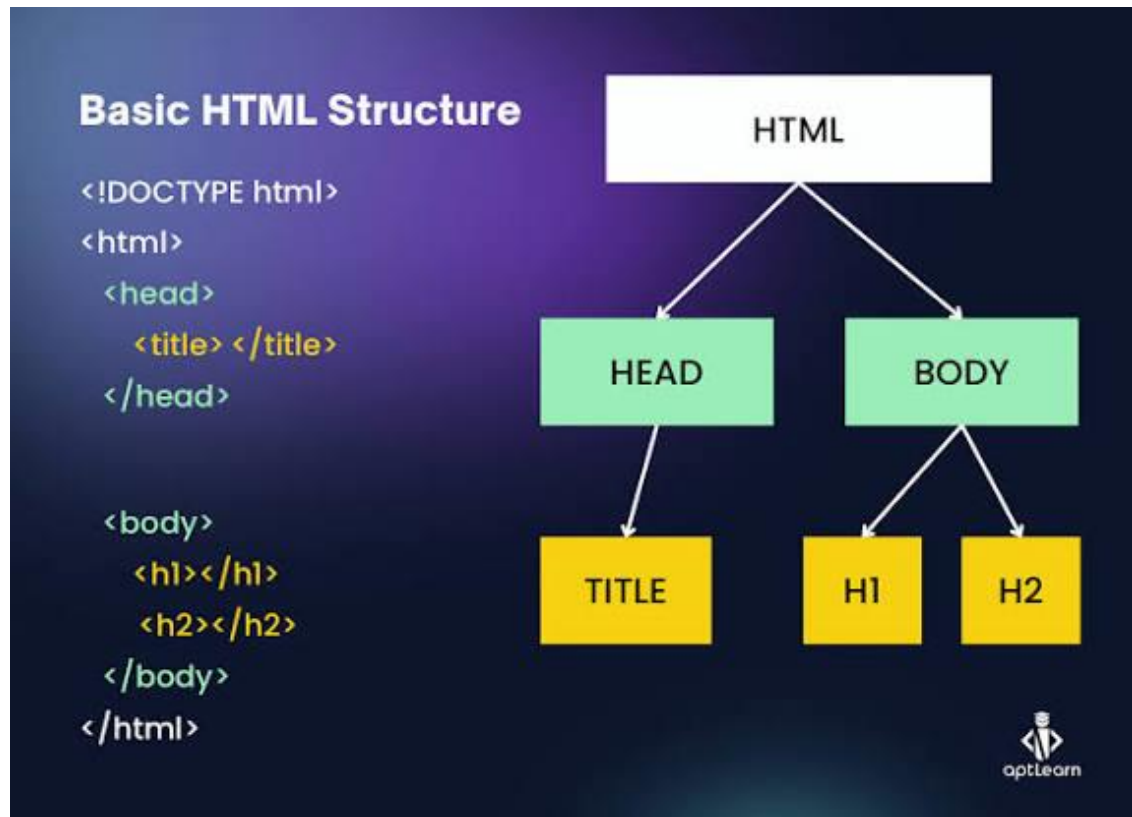 Basic HTML Structure
<!DOCTYPE html>
<html>
<head>
<title> </title>
</head>
<body>
<h1></h1>
<h2></h2>
</body>
</html>
HTML
HEAD
BODY
TITLE
H1
H2
aptLearn